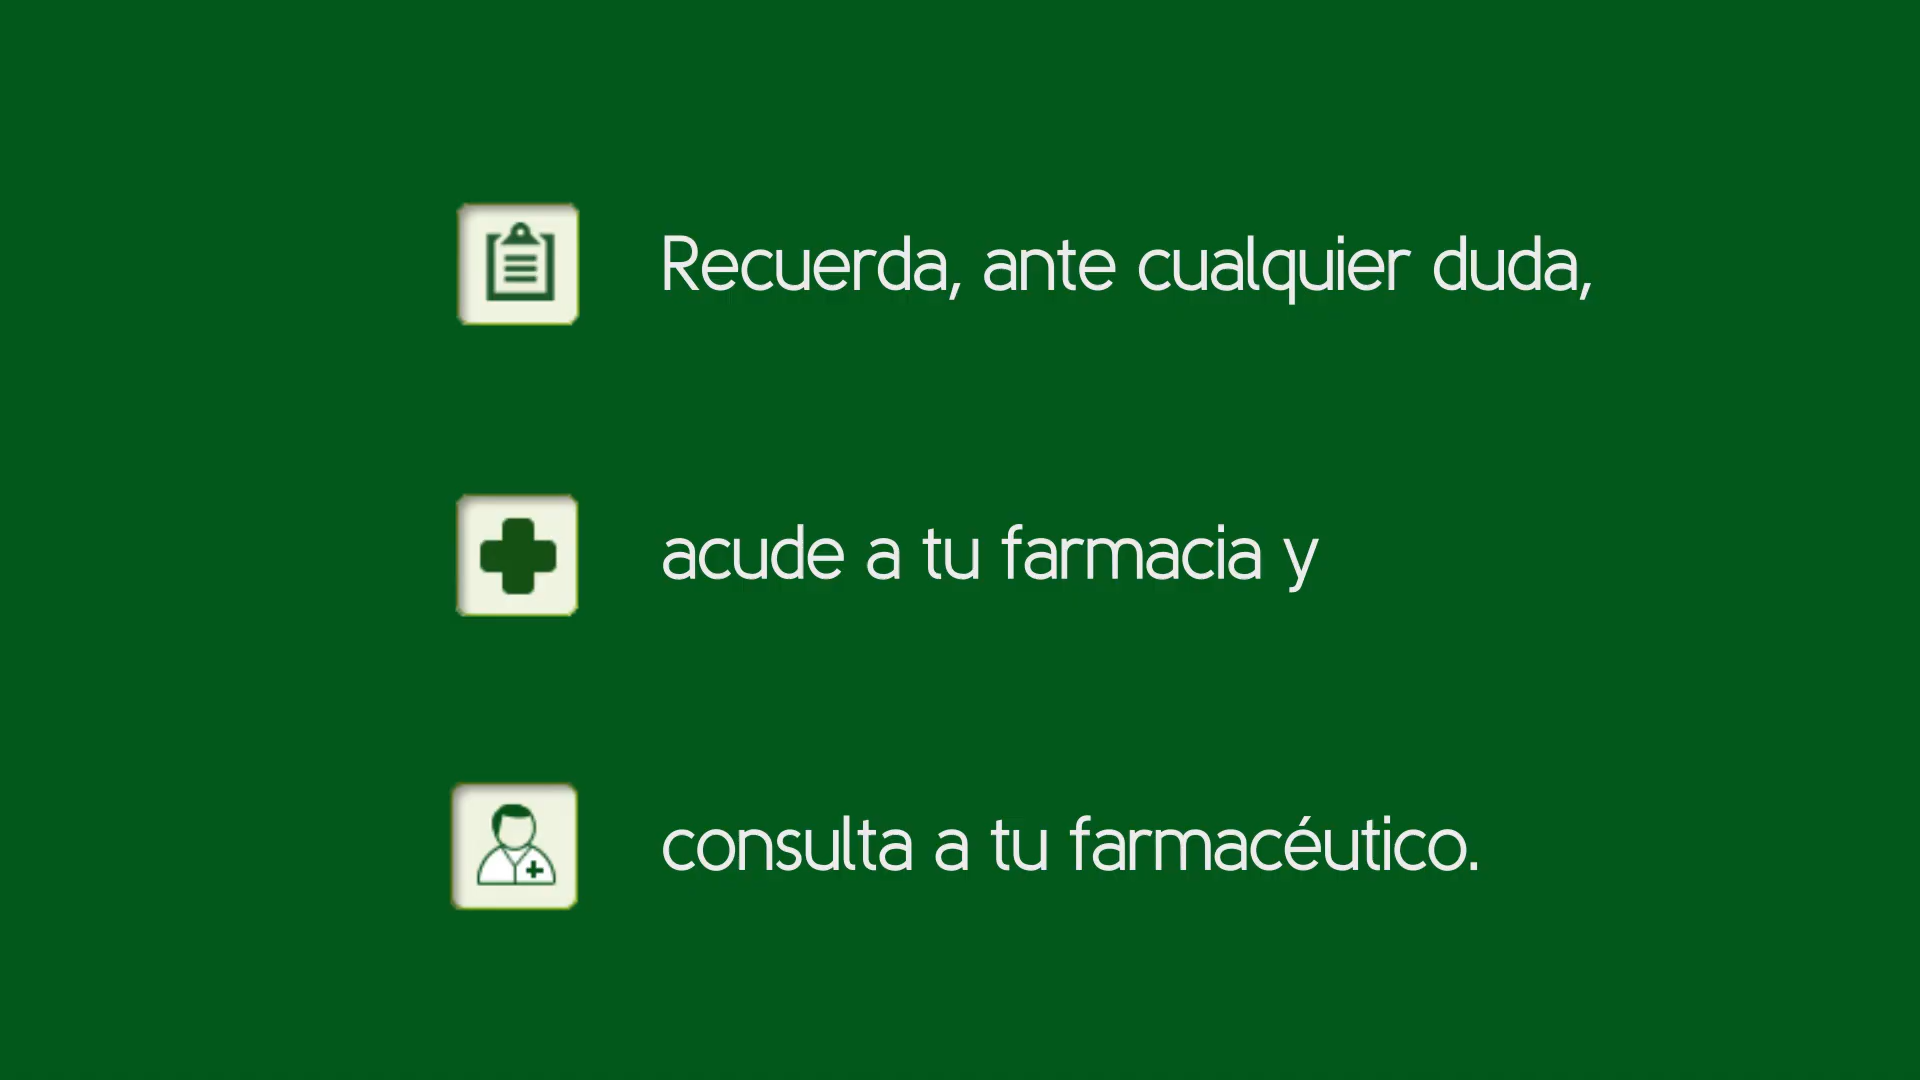 Recuerda, ante cualquier duda,
acude a tu farmacia y
consulta a tu farmacéutico.